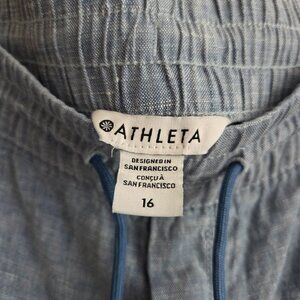 ATHLETA
DESIGNED IN
SAN FRANCISCO
CONÇU À
SAN FRANCISCO
16